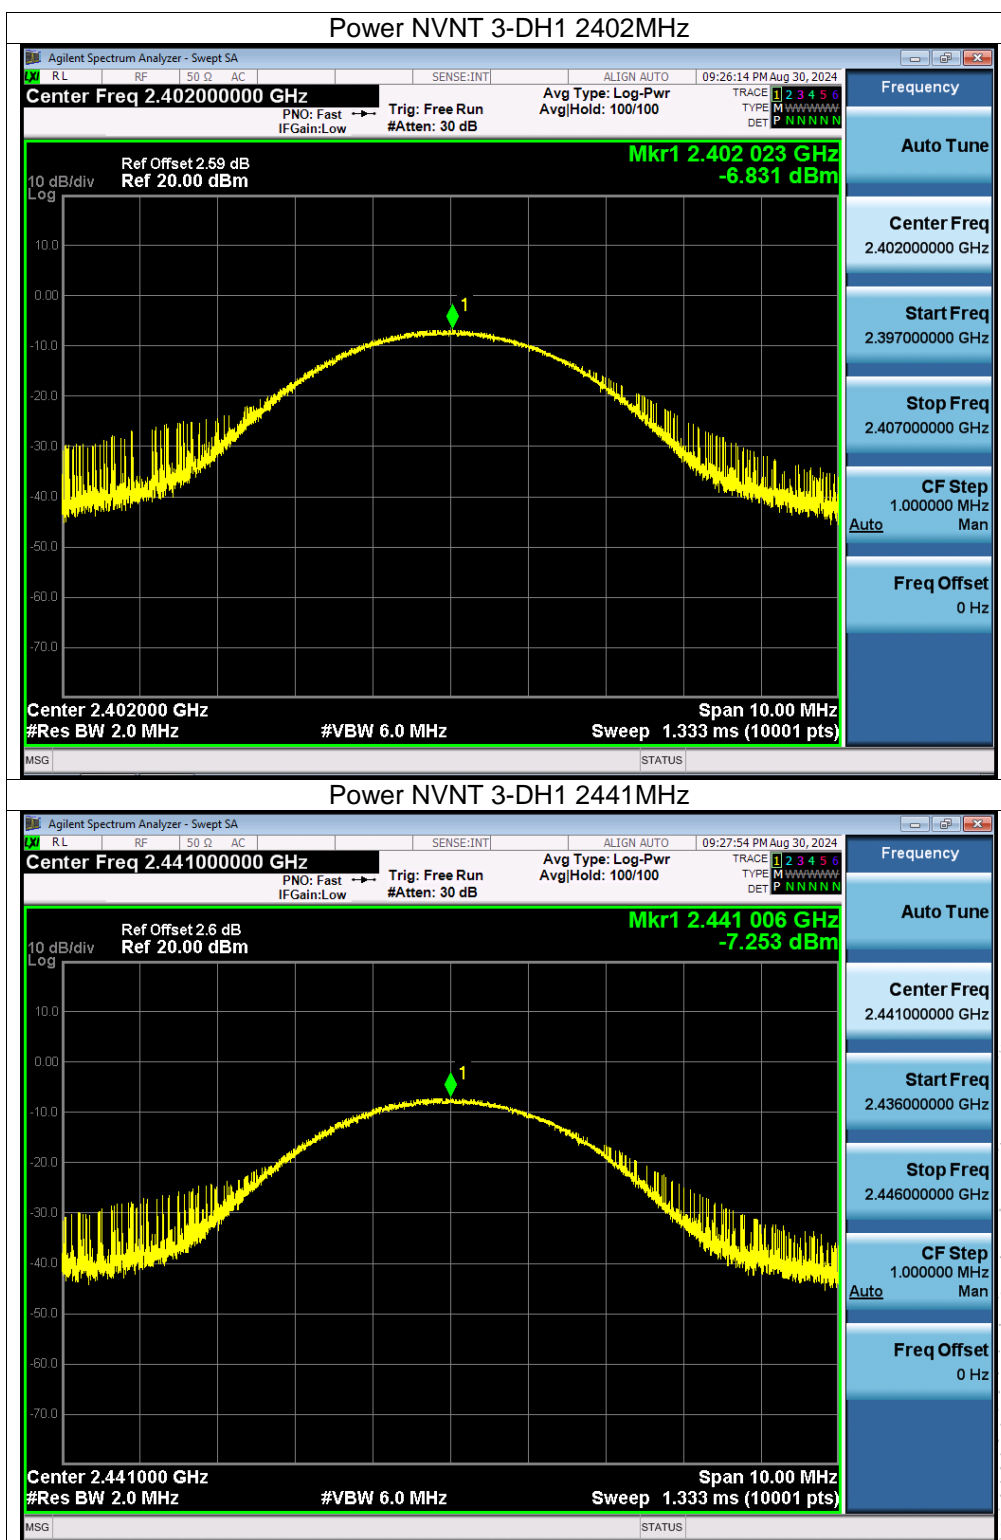 Power NVNT 3-DH1 2402MHz
Agilent Spectrum Analyzer - Swept SA
LXI RL RF 50 Ω AC SENSE:INT ALIGN AUTO 09:26:14 PM Aug 30, 2024
Center Freq 2.402000000 GHz
PNO: Fast
IFGain:Low
Trig: Free Run
#Atten: 30 dB
Avg Type: Log-Pwr
Avg|Hold: 100/100
TRACE 1 2 3 4 5 6
TYPE M WWWWW
DET P N N N N N
Mkr1 2.402 023 GHz
-6.831 dBm
Ref Offset 2.59 dB
10 dB/div Ref 20.00 dBm
Log
10.0
0.00
-10.0
-20.0
-30.0
-40.0
-50.0
-60.0
-70.0
1
Center 2.402000 GHz Span 10.00 MHz
#Res BW 2.0 MHz #VBW 6.0 MHz Sweep 1.333 ms (10001 pts)
MSG STATUS
Frequency
Auto Tune
Center Freq
2.402000000 GHz
Start Freq
2.397000000 GHz
Stop Freq
2.407000000 GHz
CF Step
1.000000 MHz
Auto Man
Freq Offset
0 Hz
Power NVNT 3-DH1 2441MHz
Agilent Spectrum Analyzer - Swept SA
LXI RL RF 50 Ω AC SENSE:INT ALIGN AUTO 09:27:54 PM Aug 30, 2024
Center Freq 2.441000000 GHz
PNO: Fast
IFGain:Low
Trig: Free Run
#Atten: 30 dB
Avg Type: Log-Pwr
Avg|Hold: 100/100
TRACE 1 2 3 4 5 6
TYPE M WWWWW
DET P N N N N N
Mkr1 2.441 006 GHz
-7.253 dBm
Ref Offset 2.6 dB
10 dB/div Ref 20.00 dBm
Log
10.0
0.00
-10.0
-20.0
-30.0
-40.0
-50.0
-60.0
-70.0
1
Center 2.441000 GHz Span 10.00 MHz
#Res BW 2.0 MHz #VBW 6.0 MHz Sweep 1.333 ms (10001 pts)
MSG STATUS
Frequency
Auto Tune
Center Freq
2.441000000 GHz
Start Freq
2.436000000 GHz
Stop Freq
2.446000000 GHz
CF Step
1.000000 MHz
Auto Man
Freq Offset
0 Hz